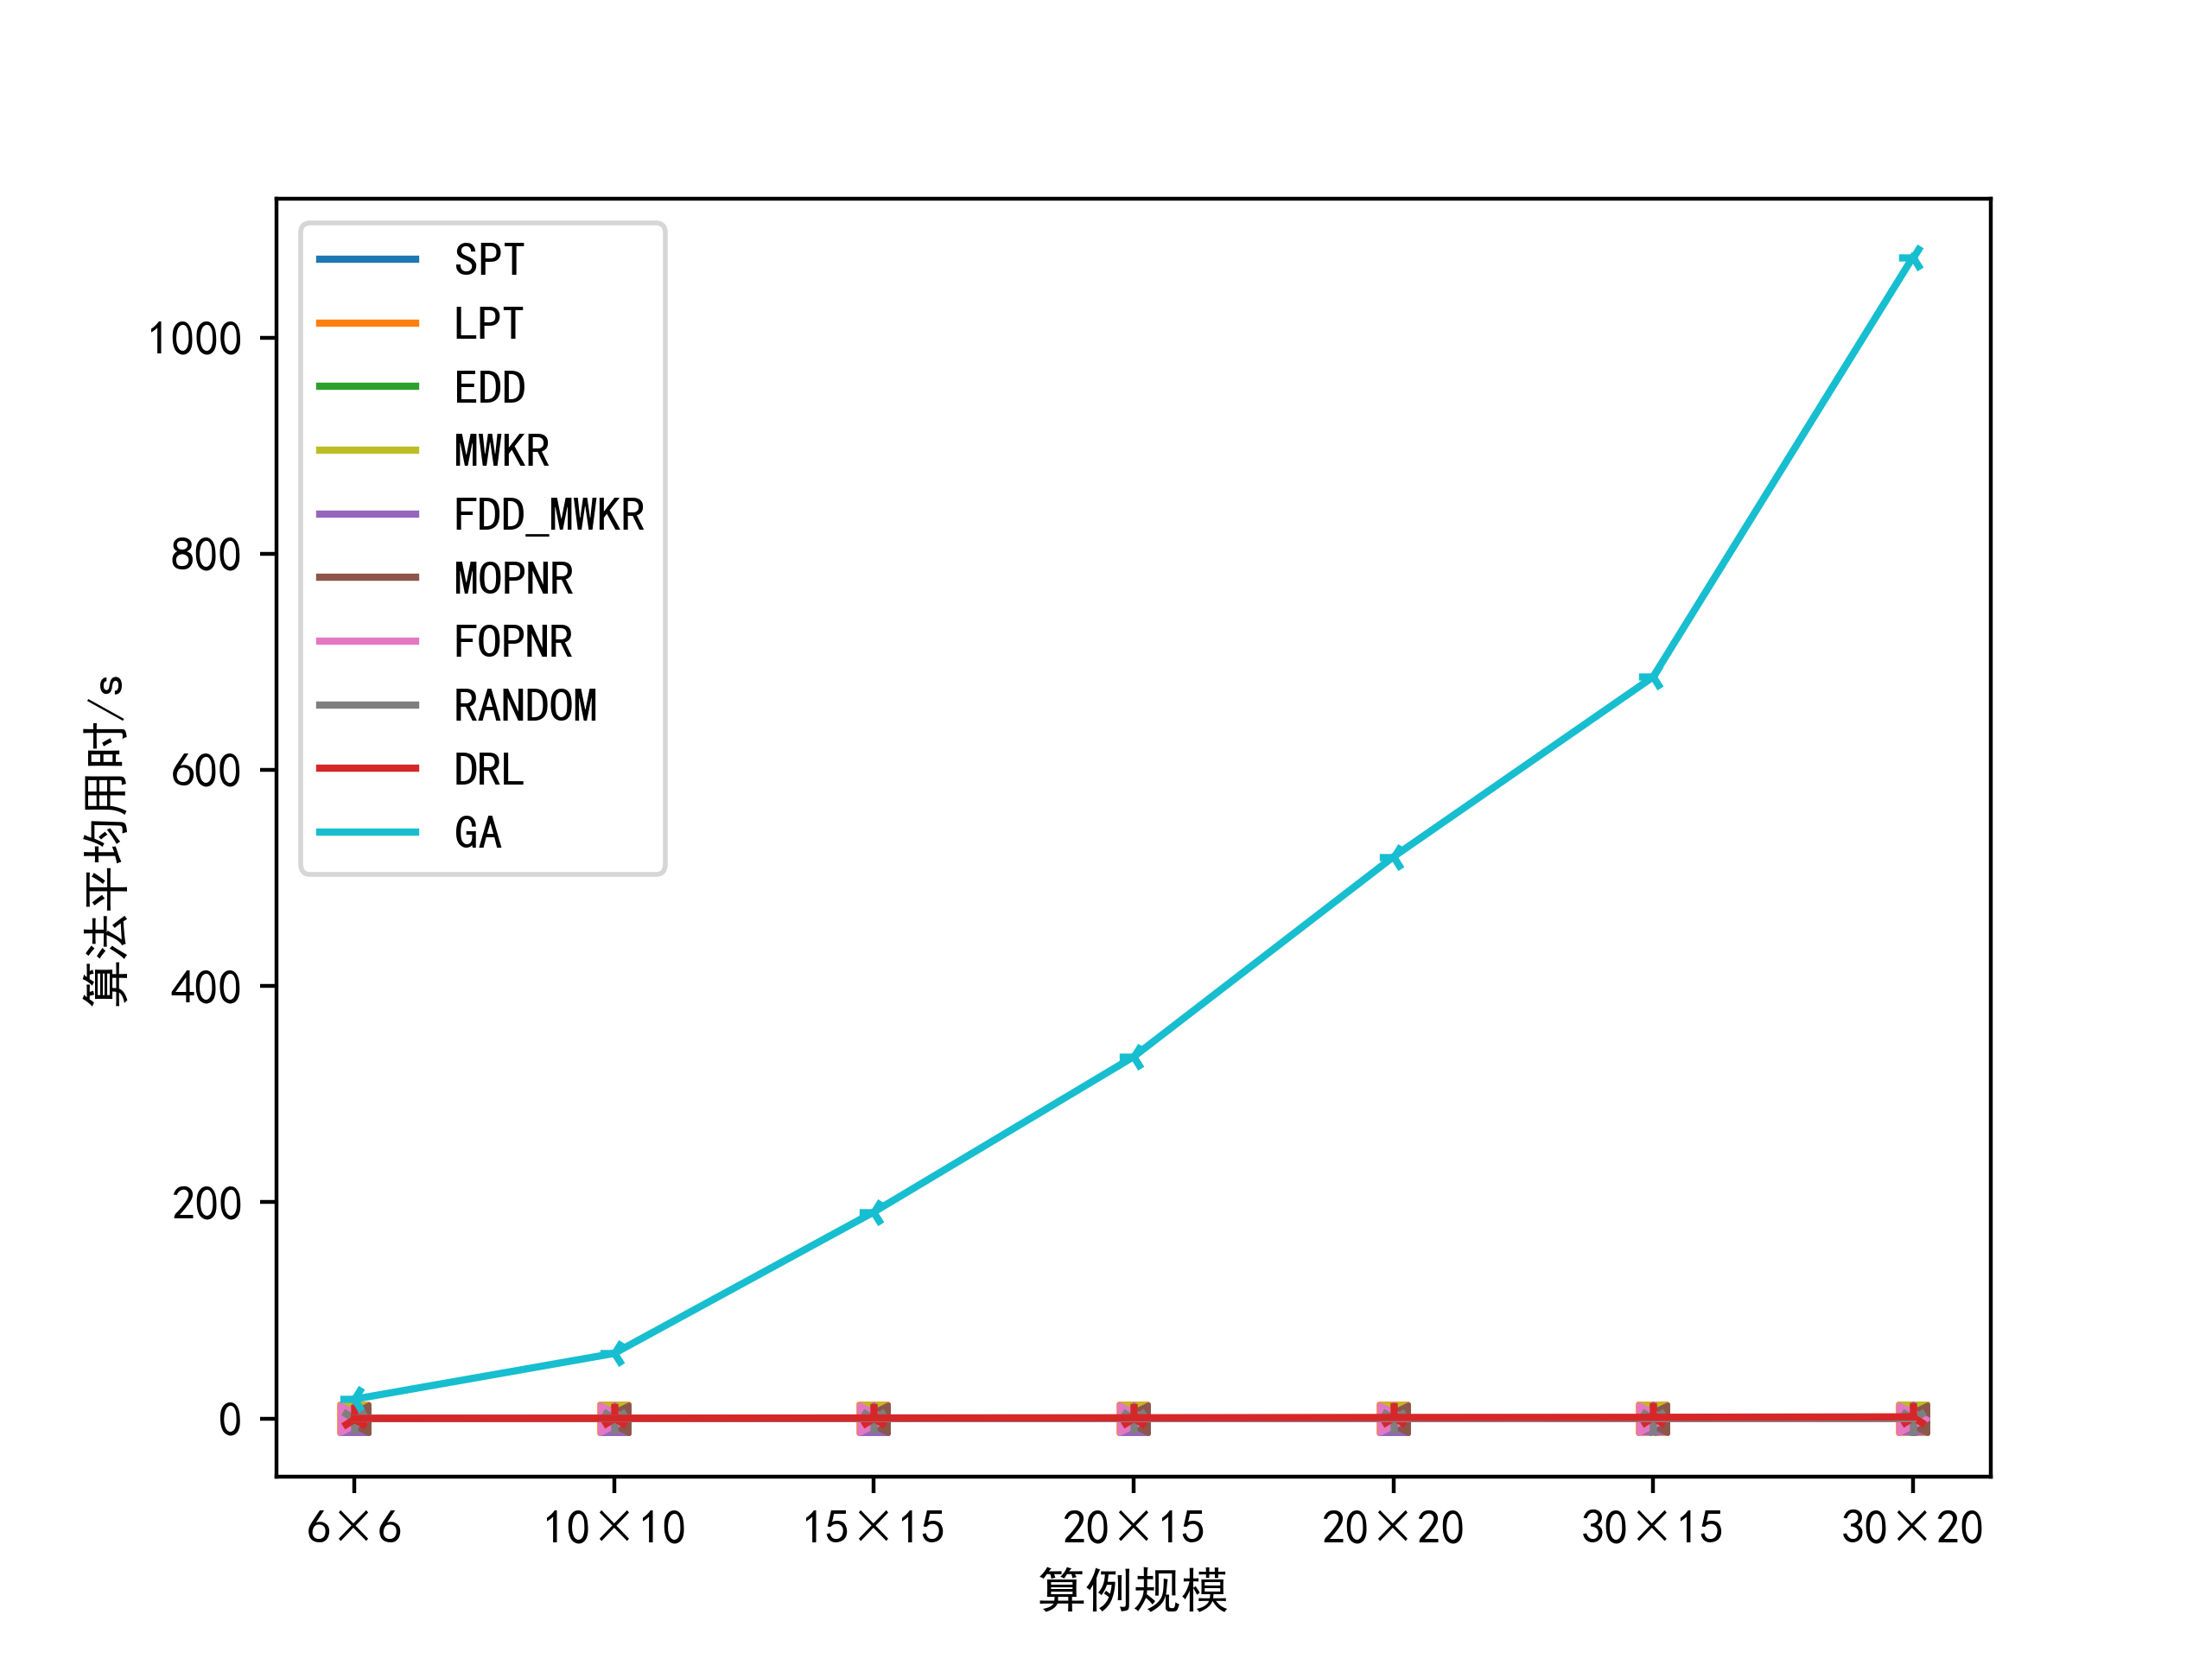 SPT
LPT
EDD
MWKR
FDD_MWKR
MOPNR
FOPNR
RANDOM
DRL
GA
算法平均用时/s
1000
800
600
400
200
0
6×6 10×10 15×15 20×15 20×20 30×15 30×20
算例规模